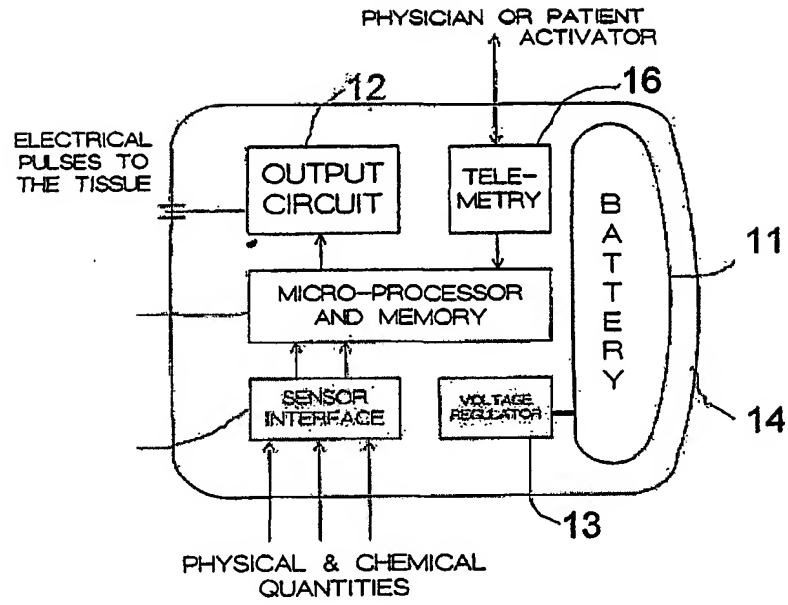 PHYSICIAN OR PATIENT
ACTIVATOR
12
16
ELECTRICAL
PULSES TO
THE TISSUE
OUTPUT
CIRCUIT
TELE-
METRY
BATTERY
11
MICRO-PROCESSOR
AND MEMORY
SENSOR
INTERFACE
VOLTAGE
REGULATOR
14
13
PHYSICAL & CHEMICAL
QUANTITIES